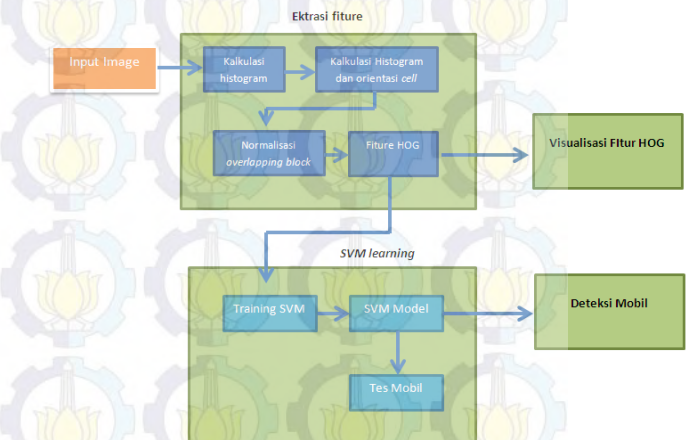 Ektrasi fiture
Input Image
Kalkulasi
histogram
Kalkulasi Histogram
dan orientasi cell
Normalisasi
overlapping block
Fiture HOG
Visualisasi FItur HOG
SVM learning
Training SVM
SVM Model
Deteksi Mobil
Tes Mobil